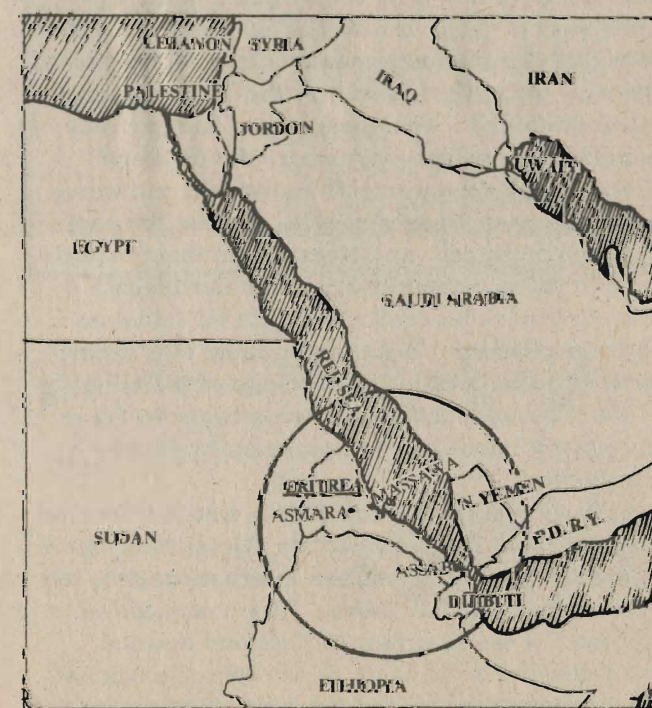 LEBANON SYRIA
IRAQ
IRAN
PALESTINE
JORDON
KUWAIT
EGYPT
SAUDI ARABIA
RED SEA
ERITREA
MASSAWA
ASMARA
N. YEMEN
SUDAN
P.D.R.Y.
ASSAB
DJIBUTI
ETHIOPIA